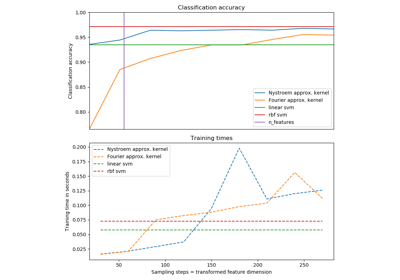 Classification accuracy
1.00
0.95
0.90
0.85
0.80
Classification accuracy
Nystroem approx. kernel
Fourier approx. kernel
linear svm
rbf svm
n_features
Training times
0.200
0.175
0.150
0.125
0.100
0.075
0.050
0.025
Training time in seconds
Nystroem approx. kernel
Fourier approx. kernel
linear svm
rbf svm
50
100
150
200
250
Sampling steps = transformed feature dimension